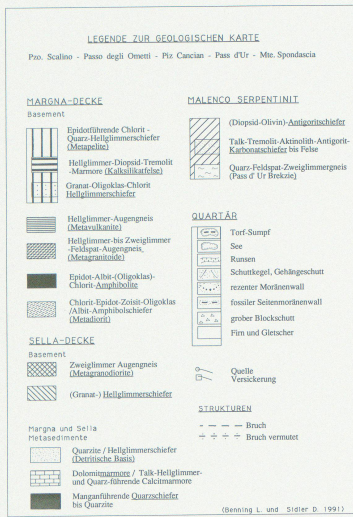 LEGENDE ZUR GEOLOGISCHEN KARTE
Pzo. Scalino - Passo degli Ometti - Piz Cancian - Pass d'Ur - Mte. Spondascia
MARGNA-DECKE
Basement
Epidotführende Chlorit -
Quarz-Hellglimmerschiefer
(Metapelite)
Hellglimmer-Diopsid-Tremolit
-Marmore (Kalksilikatfelse)
Granat-Oligoklas-Chlorit
Hellglimmerschiefer
Hellglimmer-Augengneis
(Metavulkanite)
Hellglimmer-bis Zweiglimmer
-Feldspat-Augengneis,
(Metagranitoide)
Epidot-Albit-(Oligoklas)-
Chlorit-Amphibolite
Chlorit-Epidot-Zoisit-Oligoklas
/Albit-Amphibolschiefer
(Metadiorit)
SELLA-DECKE
Basement
Zweiglimmer Augengneis
(Metagranodiorite)
(Granat-) Hellglimmerschiefer
Margna und Sella
Metasedimente
Quarzite / Hellglimmerschiefer
(Detritische Basis)
Dolomitmarmore / Talk-Hellglimmer-
und Quarz-führende Calcitmarmore
Manganführende Quarzschiefer
bis Quarzite
MALENCO SERPENTINIT
(Diopsid-Olivin)-Antigoritschiefer
Talk-Tremolit-Aktinolith-Antigorit-
Karbonatschiefer bis Felse
Quarz-Feldspat-Zweiglimmergneis
(Pass d' Ur Brekzie)
QUARTÄR
Torf-Sumpf
See
Runsen
Schuttkegel, Gehängeschutt
rezenter Moränenwall
fossiler Seitenmoränenwall
grober Blockschutt
Firn und Gletscher
Quelle
Versickerung
STRUKTUREN
Bruch
Bruch vermutet
(Benning L. und Sidler D. 1991)